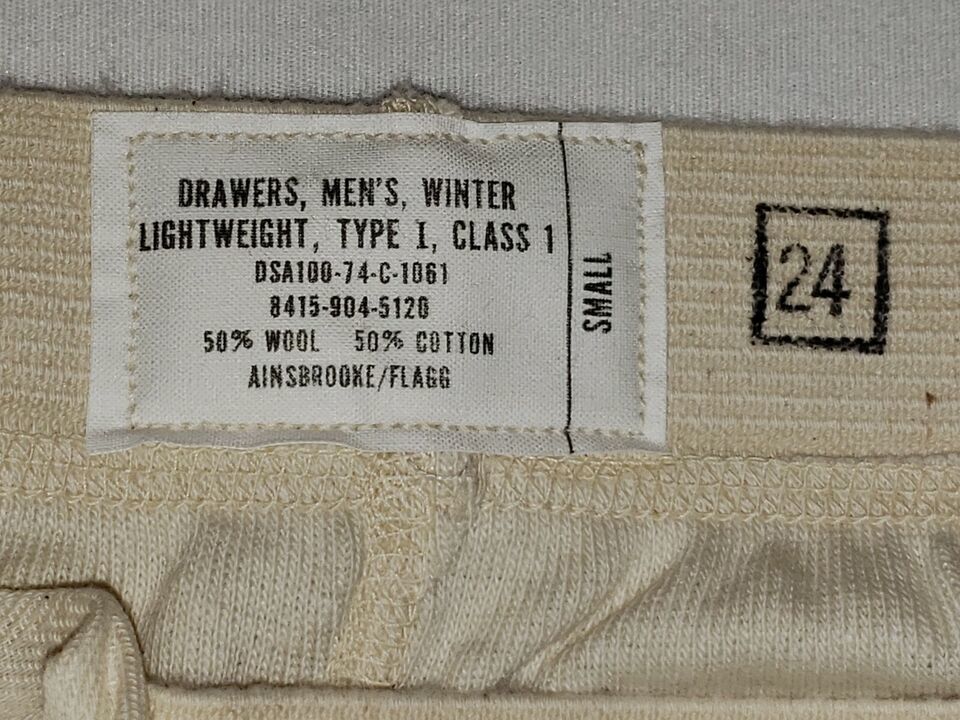 DRAWERS, MEN'S, WINTER
LIGHTWEIGHT, TYPE I, CLASS 1
DSA100-74-C-1061
8415-904-5120
50% WOOL 50% COTTON
AINSBROOKE/FLAGG
SMALL
24